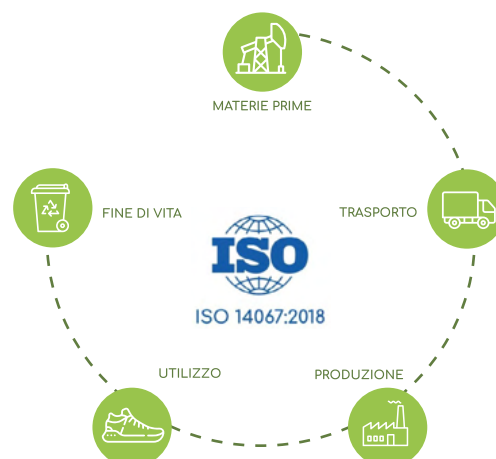 MATERIE PRIME
TRASPORTO
FINE DI VITA
ISO
ISO 14067:2018
PRODUZIONE
UTILIZZO